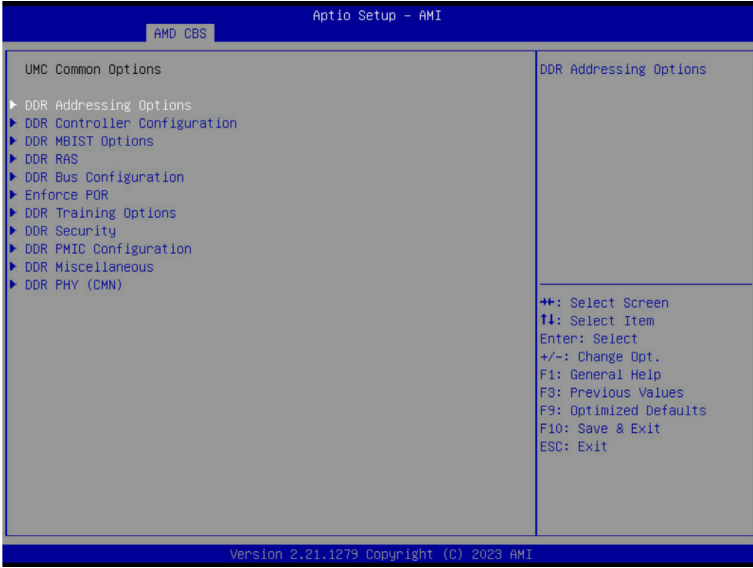 Aptio Setup – AMI
AMD CBS
UMC Common Options
DDR Addressing Options
DDR Controller Configuration
DDR MBIST Options
DDR RAS
DDR Bus Configuration
Enforce POR
DDR Training Options
DDR Security
DDR PMIC Configuration
DDR Miscellaneous
DDR PHY (CMN)
DDR Addressing Options
→←: Select Screen
↑↓: Select Item
Enter: Select
+/-: Change Opt.
F1: General Help
F3: Previous Values
F9: Optimized Defaults
F10: Save & Exit
ESC: Exit
Version 2.21.1279 Copyright (C) 2023 AMI